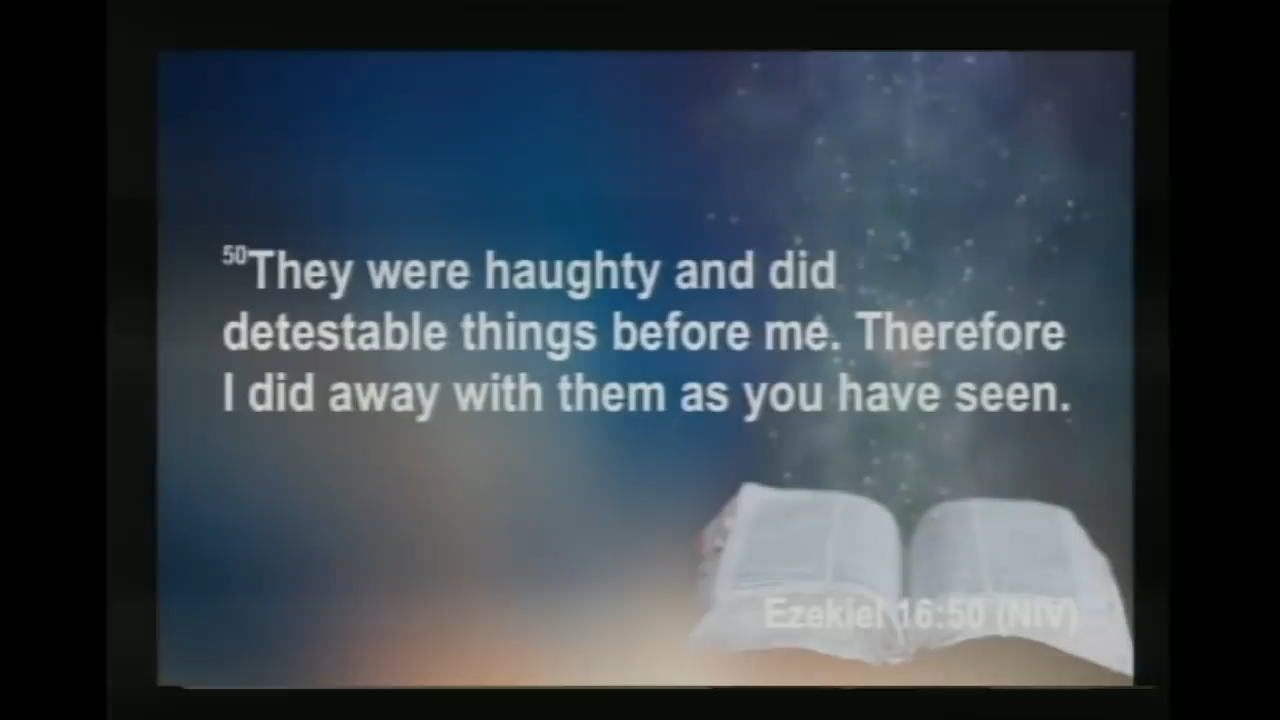 50They were haughty and did
detestable things before me. Therefore
I did away with them as you have seen.
Ezekiel 16:50 (NIV)